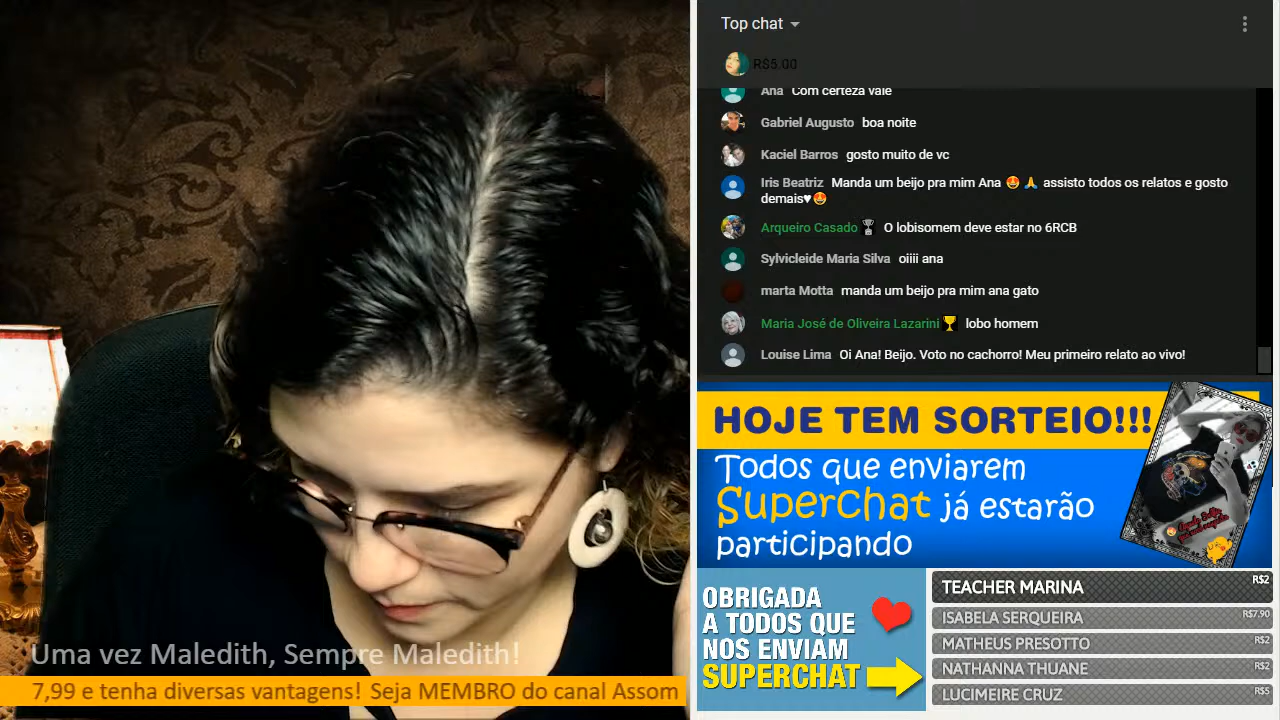 Top chat
R$5.00
Ana Com certeza vale
Gabriel Augusto boa noite
Kaciel Barros gosto muito de vc
Iris Beatriz Manda um beijo pra mim Ana 🤩 🙏 assisto todos os relatos e gosto
demais♥🤩
Arqueiro Casado O lobisomem deve estar no 6RCB
Sylvicleide Maria Silva oiiii ana
marta Motta manda um beijo pra mim ana gato
Maria José de Oliveira Lazarini lobo homem
Louise Lima Oi Ana! Beijo. Voto no cachorro! Meu primeiro relato ao vivo!
HOJE TEM SORTEIO!!!
Todos que enviarem
Superchat já estarão
participando
OBRIGADA
A TODOS QUE
NOS ENVIAM
SUPERCHAT
TEACHER MARINA R$2
ISABELA SERQUEIRA R$7.90
MATHEUS PRESOTTO R$2
NATHANNA THUANE R$2
LUCIMEIRE CRUZ R$5
Uma vez Maledith, Sempre Maledith!
7,99 e tenha diversas vantagens! Seja MEMBRO do canal Assom